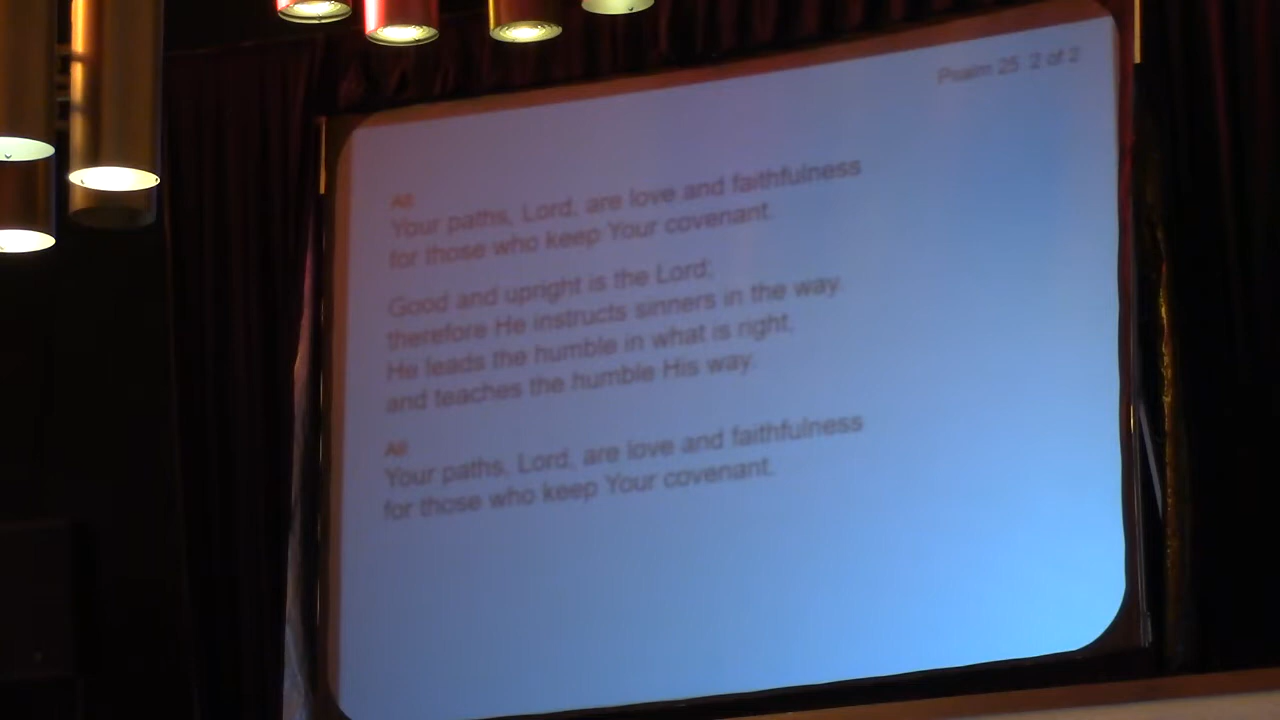 Psalm 25 2 of 2
All
Your paths, Lord, are love and faithfulness
for those who keep Your covenant.
Good and upright is the Lord;
therefore He instructs sinners in the way.
He leads the humble in what is right,
and teaches the humble His way.
All
Your paths, Lord, are love and faithfulness
for those who keep Your covenant.